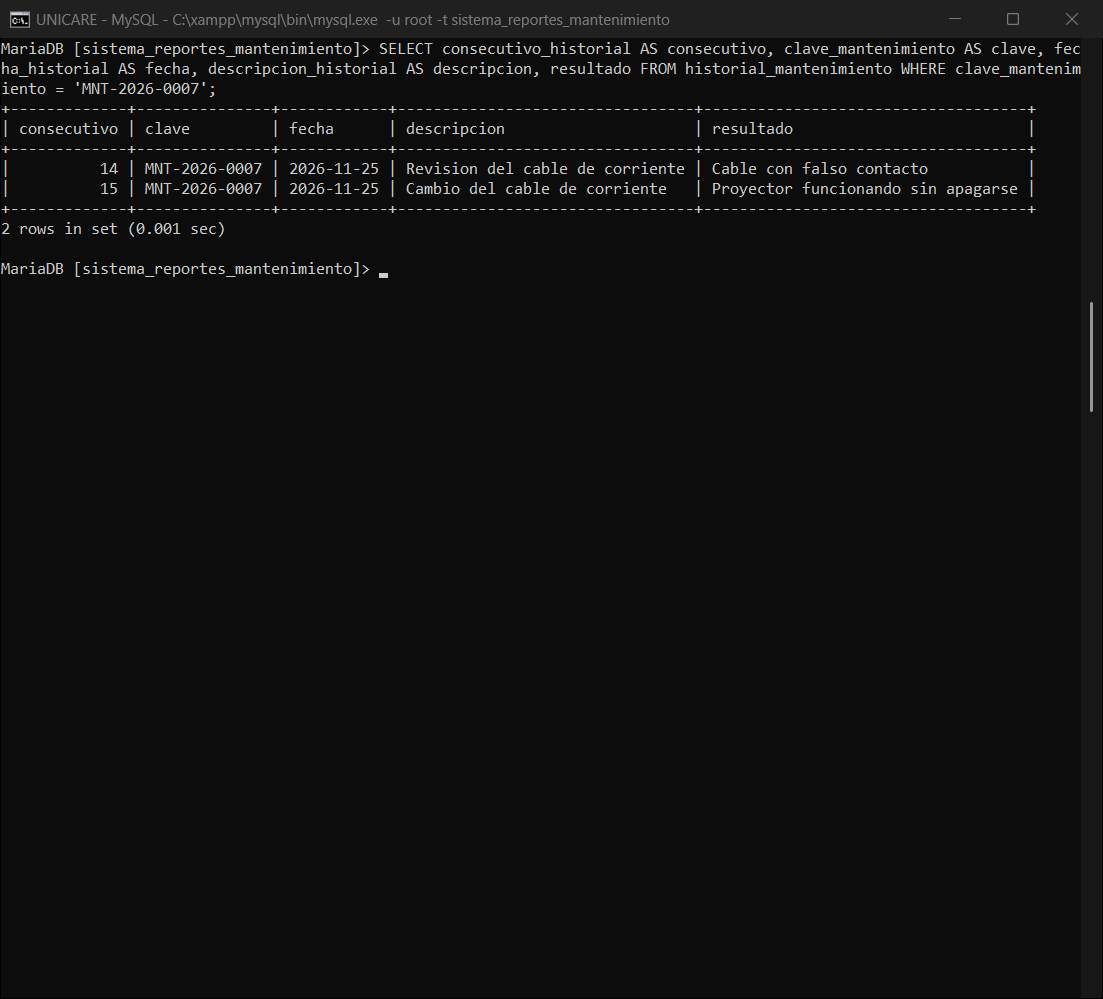 UNICARE - MySQL - C:\xampp\mysql\bin\mysql.exe  -u root -t sistema_reportes_mantenimiento
MariaDB [sistema_reportes_mantenimiento]> SELECT consecutivo_historial AS consecutivo, clave_mantenimiento AS clave, fec
ha_historial AS fecha, descripcion_historial AS descripcion, resultado FROM historial_mantenimiento WHERE clave_mantenim
iento = 'MNT-2026-0007';
+-------------+---------------+------------+---------------------------------+------------------------------------+
| consecutivo | clave         | fecha      | descripcion                     | resultado                          |
+-------------+---------------+------------+---------------------------------+------------------------------------+
|          14 | MNT-2026-0007 | 2026-11-25 | Revision del cable de corriente | Cable con falso contacto           |
|          15 | MNT-2026-0007 | 2026-11-25 | Cambio del cable de corriente   | Proyector funcionando sin apagarse |
+-------------+---------------+------------+---------------------------------+------------------------------------+
2 rows in set (0.001 sec)
MariaDB [sistema_reportes_mantenimiento]> _